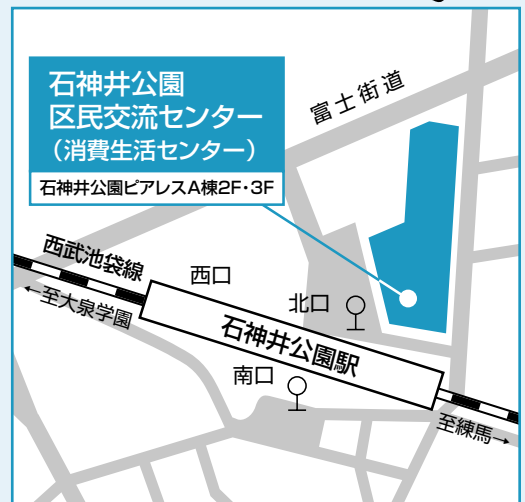 石神井公園
区民交流センター
（消費生活センター）
石神井公園ピアレスA棟2F・3F
富士街道
西武池袋線
←至大泉学園
西口
北口
石神井公園駅
南口
至練馬→